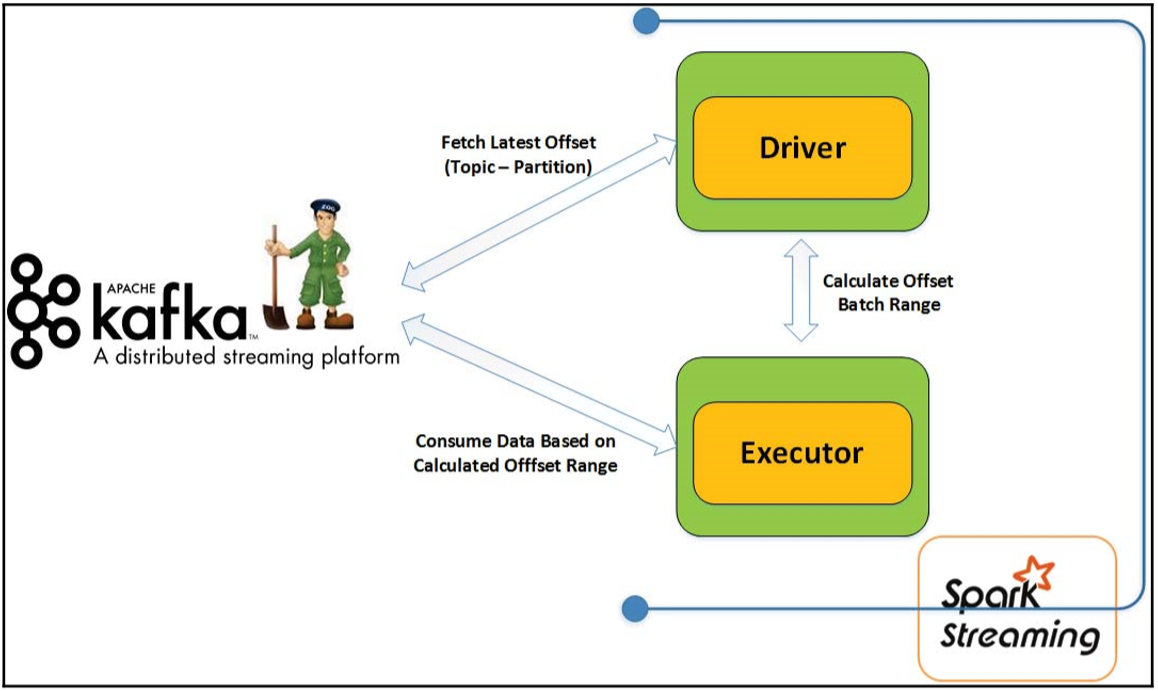 Fetch Latest Offset
(Topic – Partition)
Driver
ZOO
APACHE
kafka™
A distributed streaming platform
Calculate Offset
Batch Range
Consume Data Based on
Calculated Offfset Range
Executor
Spark
Streaming